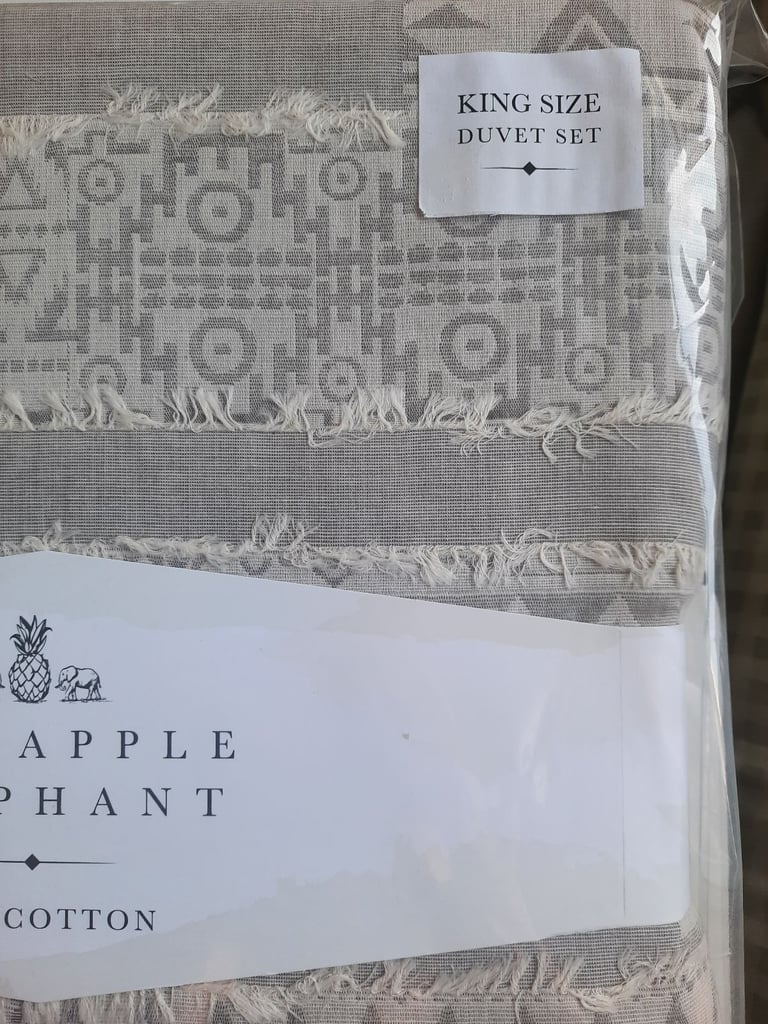 KING SIZE
DUVET SET
APPLE
PHANT
COTTON